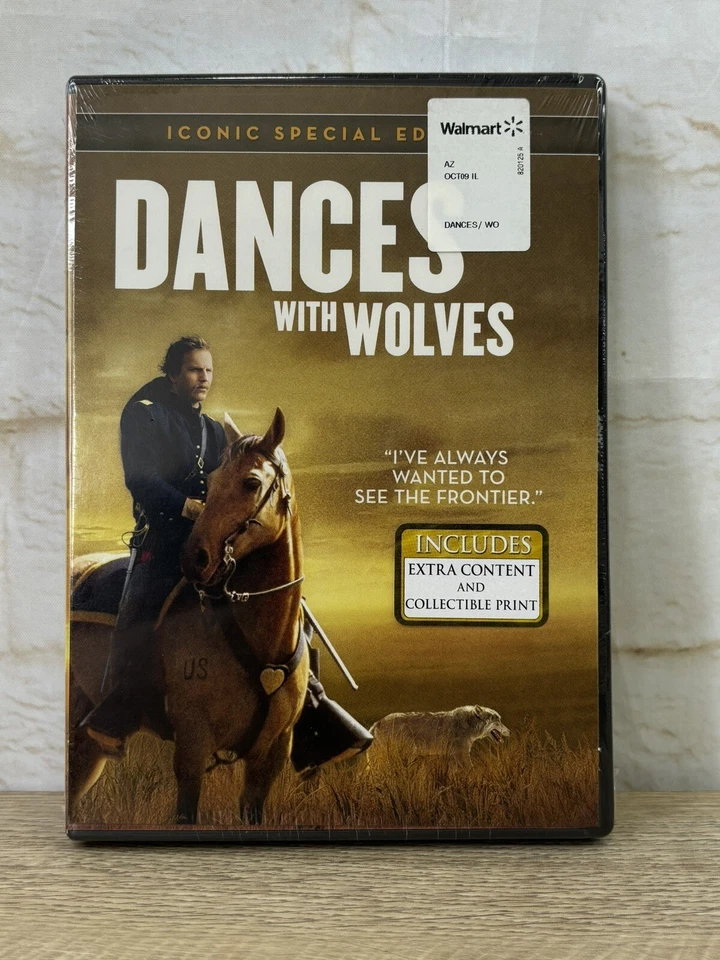 ICONIC SPECIAL ED
Walmart
AZ
OCT09 IL
820125 A
DANCES/ WO
DANCES
WITH WOLVES
“I’VE ALWAYS
WANTED TO
SEE THE FRONTIER.”
INCLUDES
EXTRA CONTENT
AND
COLLECTIBLE PRINT
US